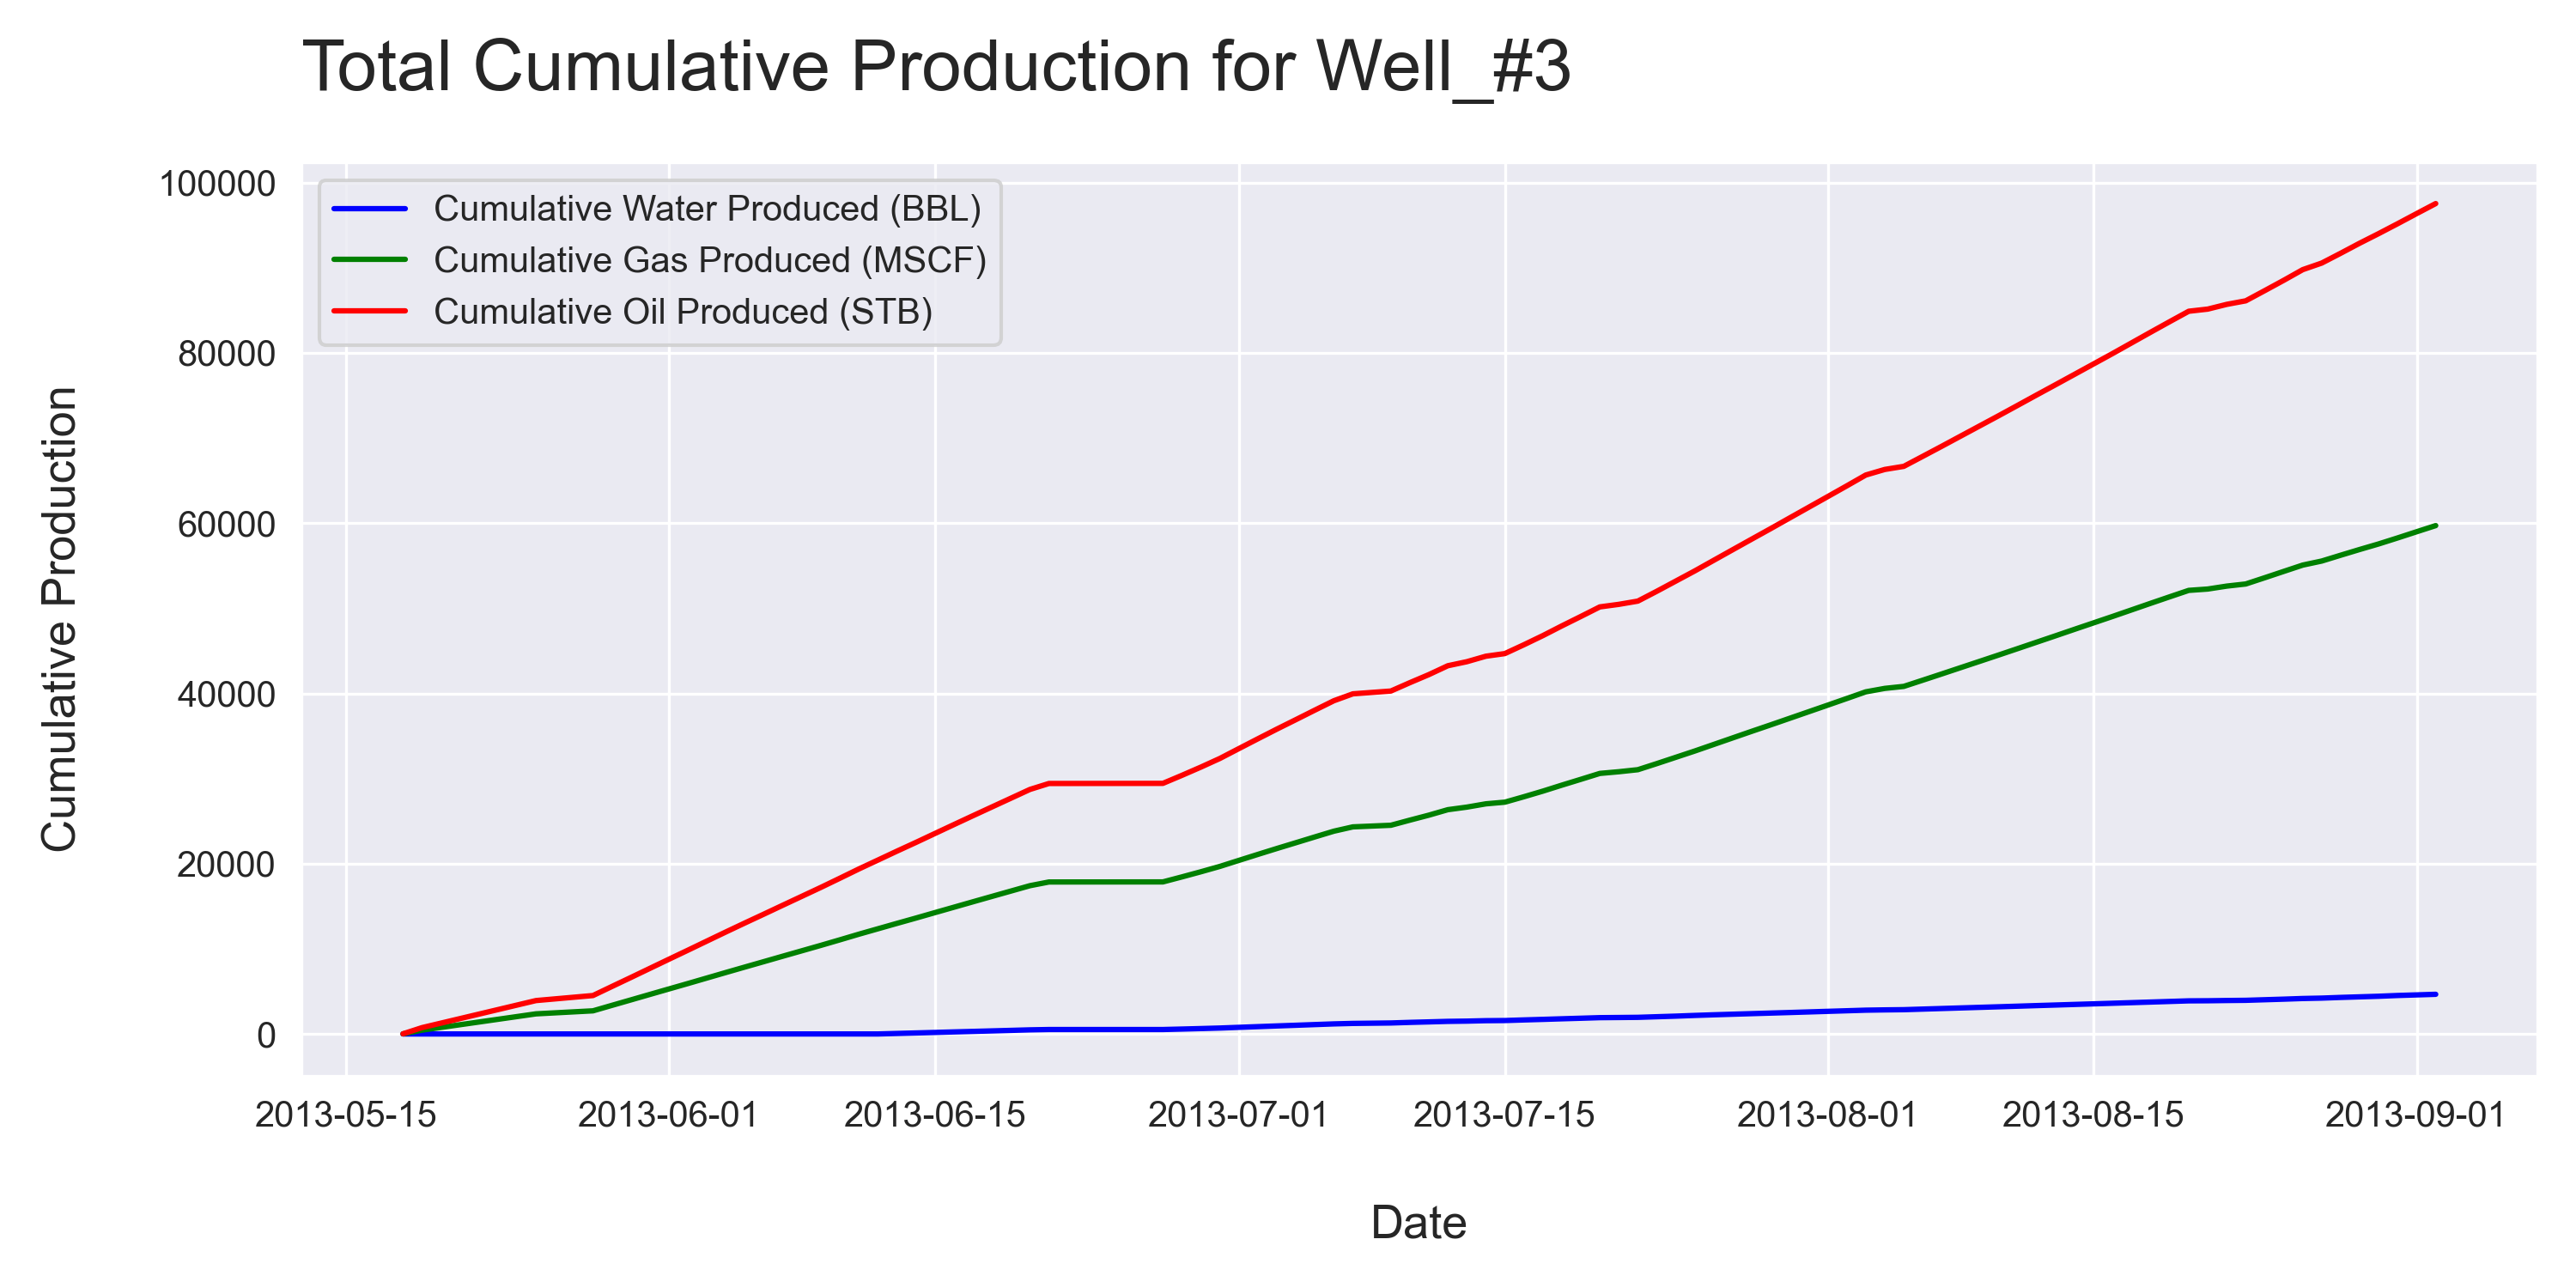 Total Cumulative Production for Well_#3
Cumulative Production
100000
80000
60000
40000
20000
0
Cumulative Water Produced (BBL)
Cumulative Gas Produced (MSCF)
Cumulative Oil Produced (STB)
2013-05-15 2013-06-01 2013-06-15 2013-07-01 2013-07-15 2013-08-01 2013-08-15 2013-09-01
Date